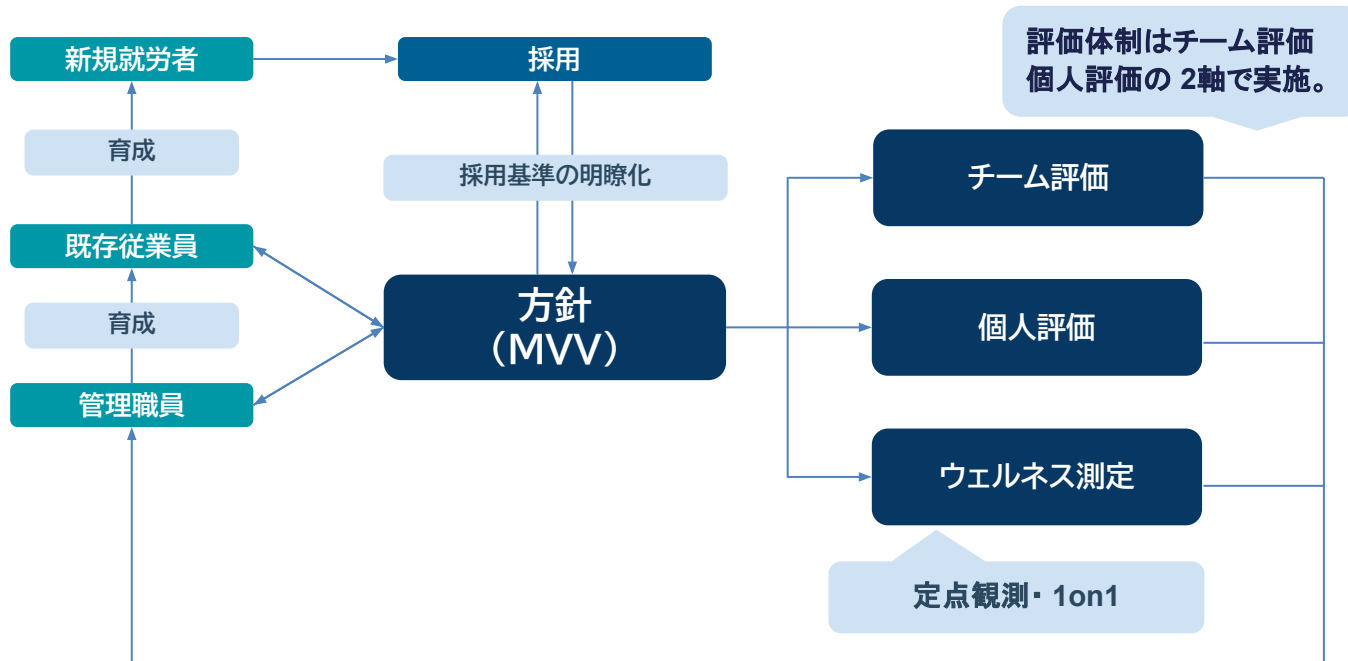 評価体制はチーム評価
個人評価の 2軸で実施。
新規就労者
採用
育成
採用基準の明瞭化
チーム評価
既存従業員
方針
（MVV）
育成
個人評価
管理職員
ウェルネス測定
定点観測・1on1